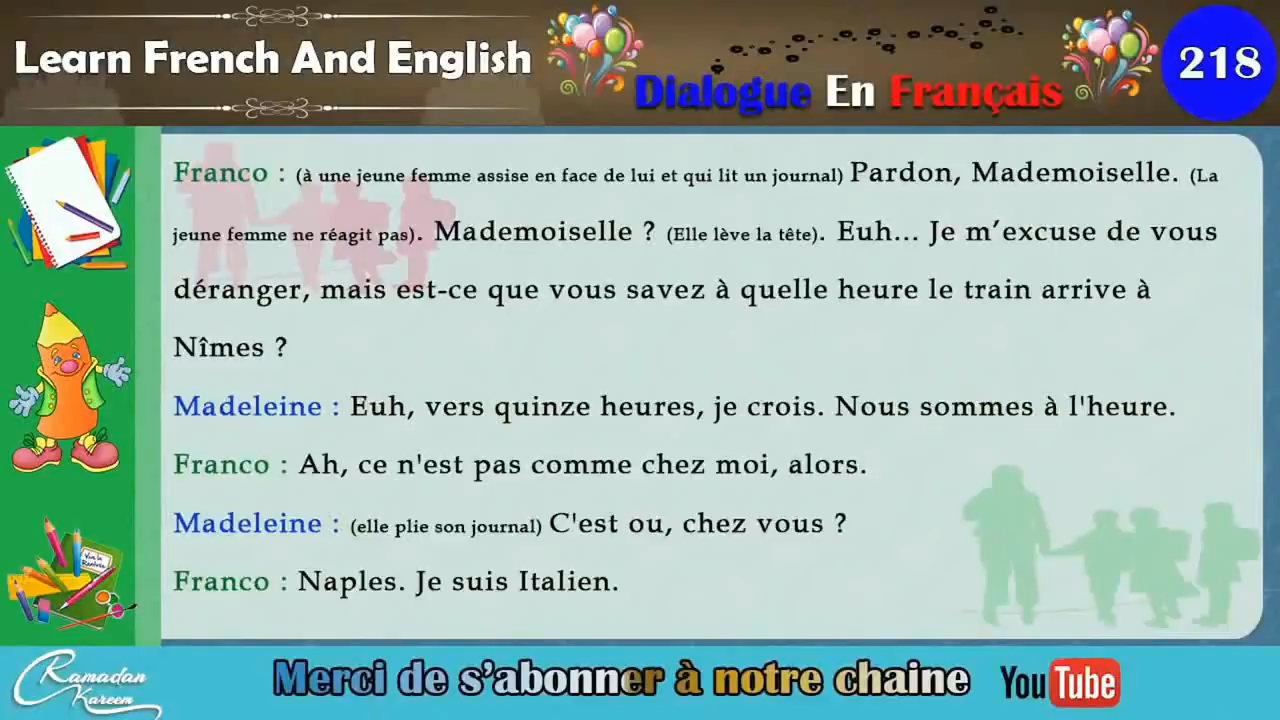 Learn French And English
Dialogue En Français
218
Franco : (à une jeune femme assise en face de lui et qui lit un journal) Pardon, Mademoiselle. (La
jeune femme ne réagit pas). Mademoiselle ? (Elle lève la tête). Euh... Je m’excuse de vous
déranger, mais est-ce que vous savez à quelle heure le train arrive à
Nîmes ?
Madeleine : Euh, vers quinze heures, je crois. Nous sommes à l'heure.
Franco : Ah, ce n'est pas comme chez moi, alors.
Madeleine : (elle plie son journal) C'est ou, chez vous ?
Franco : Naples. Je suis Italien.
Vive la
Rentrée
Ramadan
Kareem
Merci de s’abonner à notre chaine
YouTube